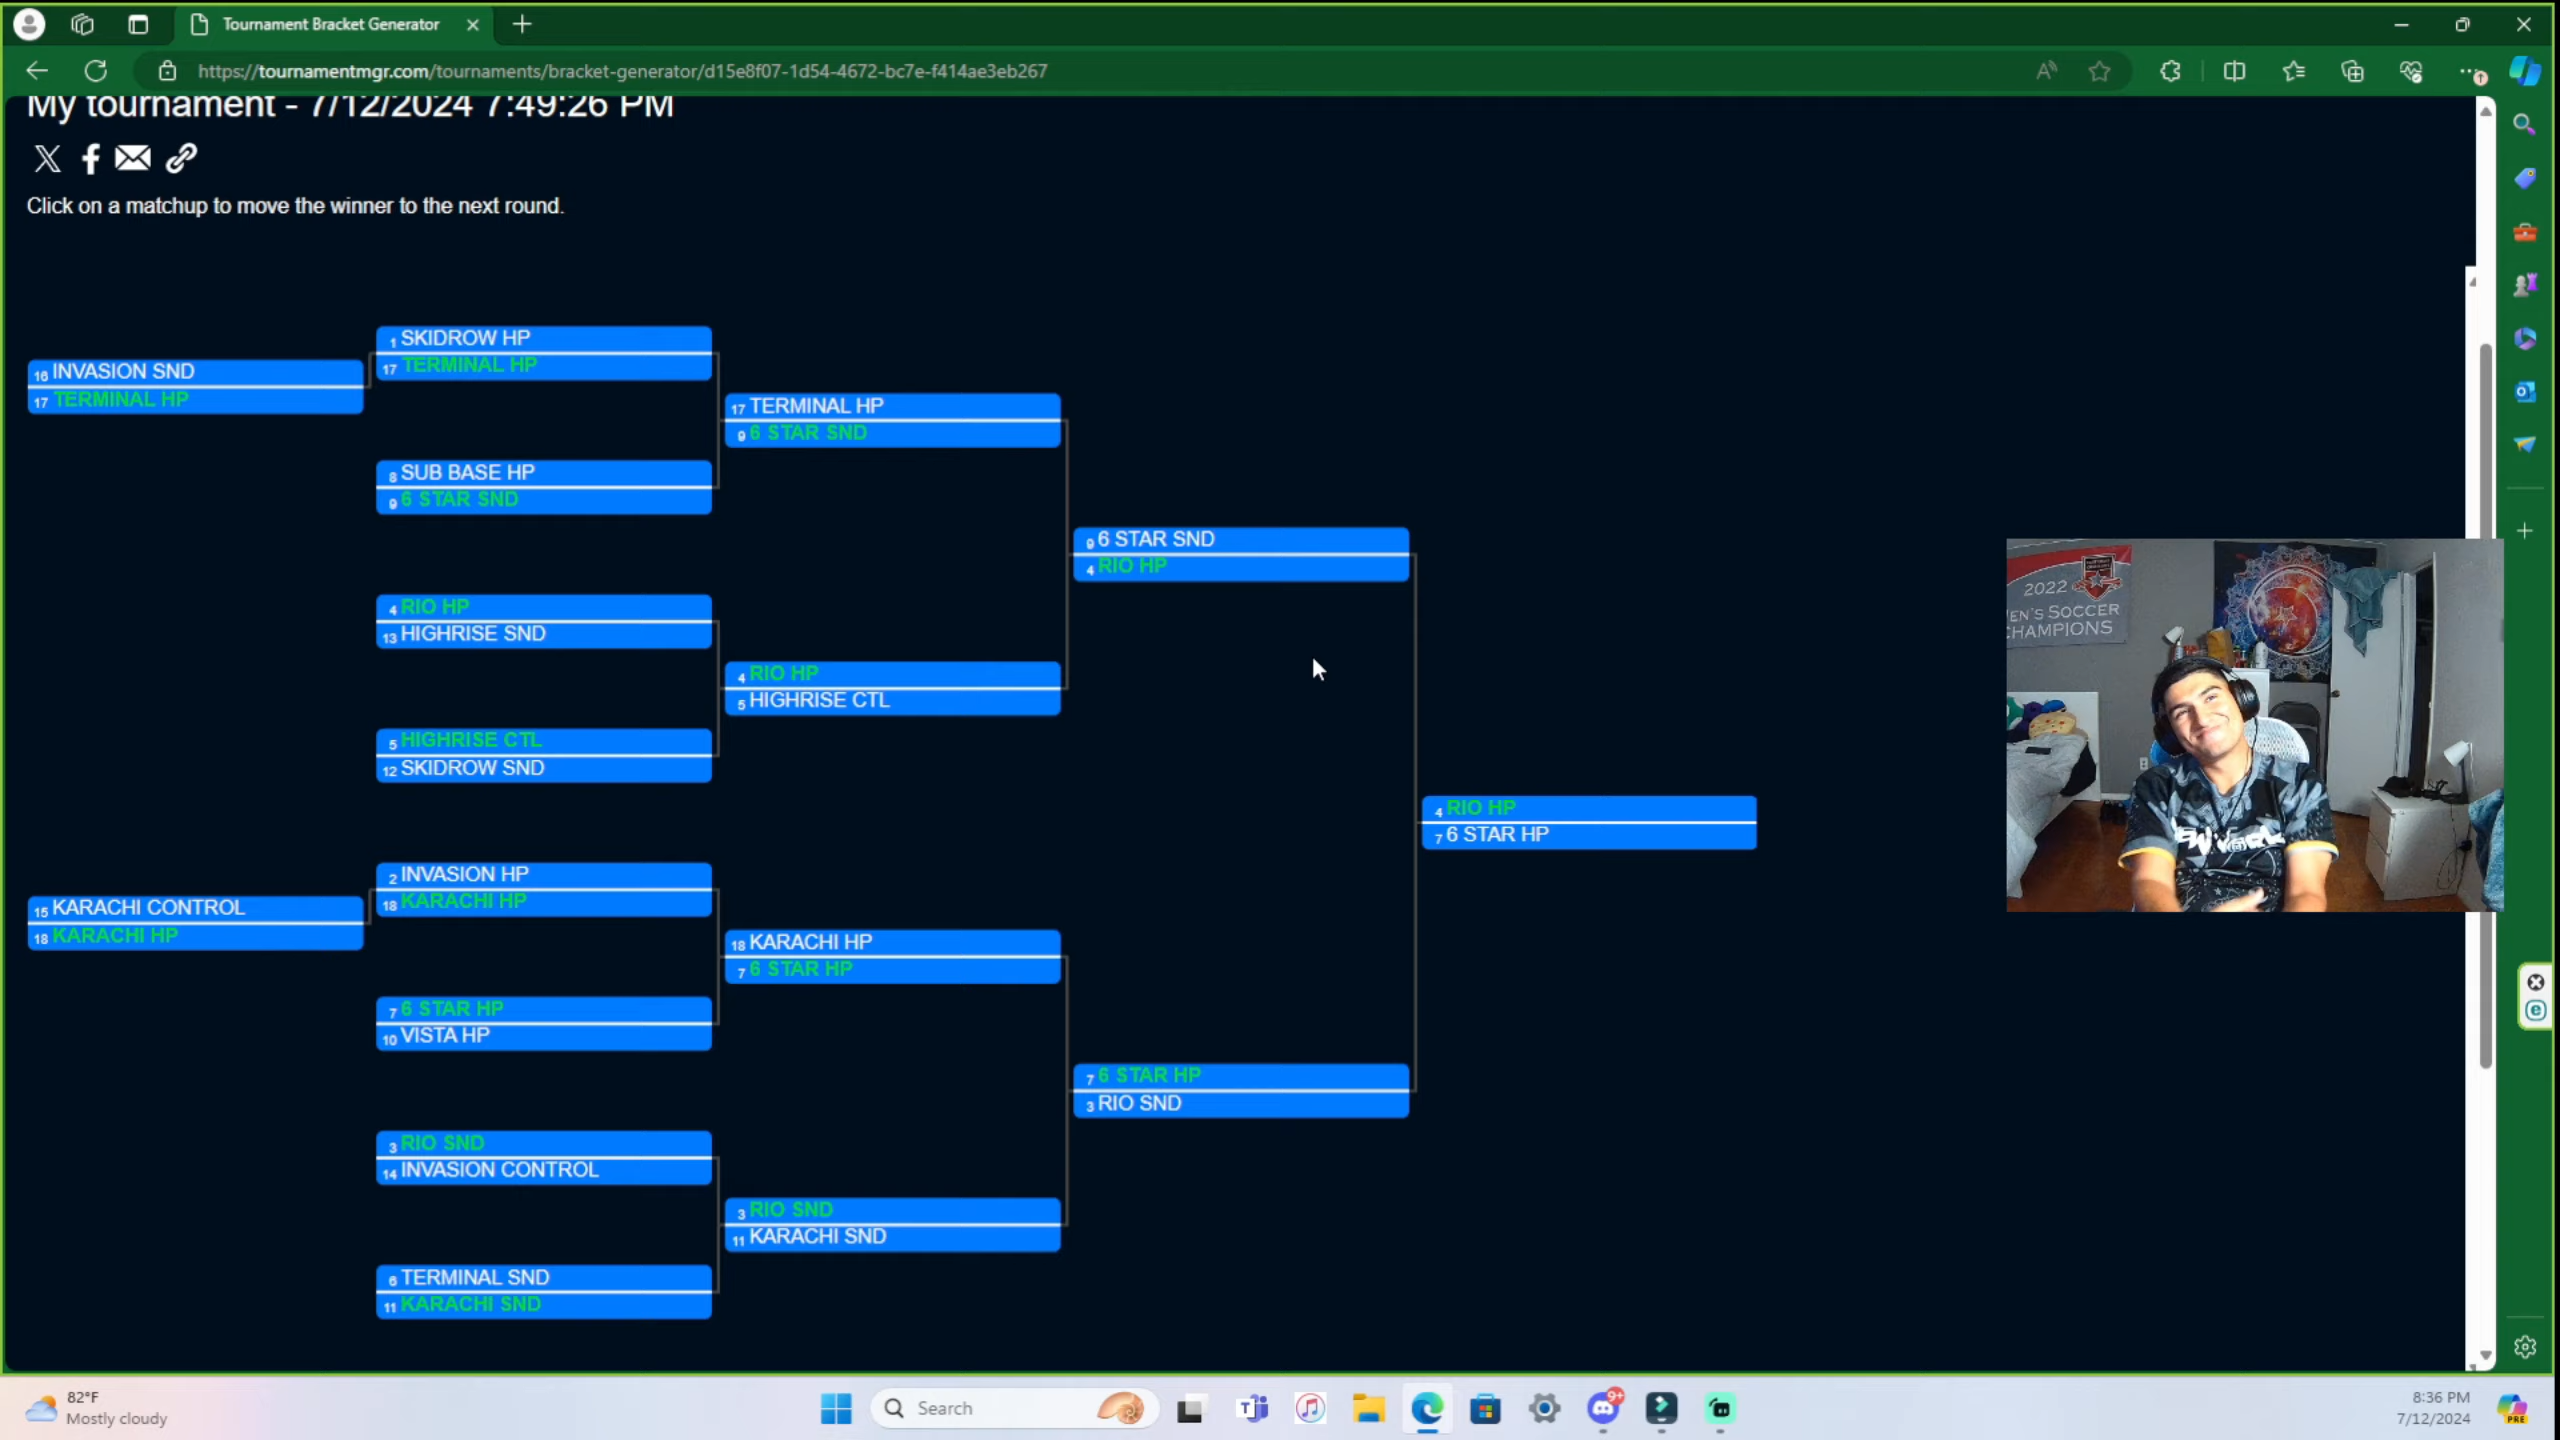 Tournament Bracket Generator
https://tournamentmgr.com/tournaments/bracket-generator/d15e8f07-1d54-4672-bc7e-f414ae3eb267
My tournament - 7/12/2024 7:49:26 PM
Click on a matchup to move the winner to the next round.
16 INVASION SND
17 TERMINAL HP
15 KARACHI CONTROL
18 KARACHI HP
1 SKIDROW HP
17 TERMINAL HP
8 SUB BASE HP
9 6 STAR SND
4 RIO HP
13 HIGHRISE SND
5 HIGHRISE CTL
12 SKIDROW SND
2 INVASION HP
18 KARACHI HP
7 6 STAR HP
10 VISTA HP
3 RIO SND
14 INVASION CONTROL
6 TERMINAL SND
11 KARACHI SND
17 TERMINAL HP
9 6 STAR SND
4 RIO HP
5 HIGHRISE CTL
18 KARACHI HP
7 6 STAR HP
3 RIO SND
11 KARACHI SND
9 6 STAR SND
4 RIO HP
7 6 STAR HP
3 RIO SND
4 RIO HP
7 6 STAR HP
2022
EN'S SOCCER
CHAMPIONS
82°F
Mostly cloudy
Search
9+
8:36 PM
7/12/2024
PRE